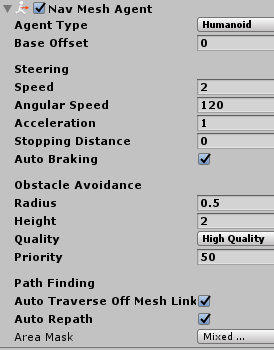 Nav Mesh Agent
Agent Type Humanoid
Base Offset 0
Steering
Speed 2
Angular Speed 120
Acceleration 1
Stopping Distance 0
Auto Braking
Obstacle Avoidance
Radius 0.5
Height 2
Quality High Quality
Priority 50
Path Finding
Auto Traverse Off Mesh Link
Auto Repath
Area Mask Mixed ...